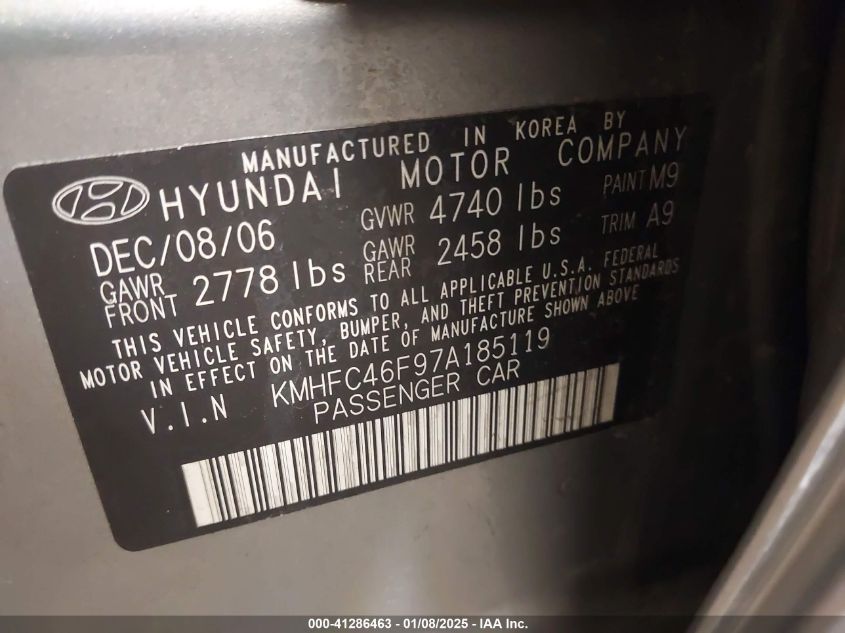 MANUFACTURED IN KOREA BY
HYUNDAI MOTOR COMPANY
DEC/08/06 GVWR 4740 lbs PAINT M9
GAWR FRONT 2778 lbs GAWR REAR 2458 lbs TRIM A9
THIS VEHICLE CONFORMS TO ALL APPLICABLE U.S.A. FEDERAL
MOTOR VEHICLE SAFETY, BUMPER, AND THEFT PREVENTION STANDARDS
IN EFFECT ON THE DATE OF MANUFACTURE SHOWN ABOVE
V.I.N KMHFC46F97A185119
PASSENGER CAR
000-41286463 - 01/08/2025 - IAA Inc.